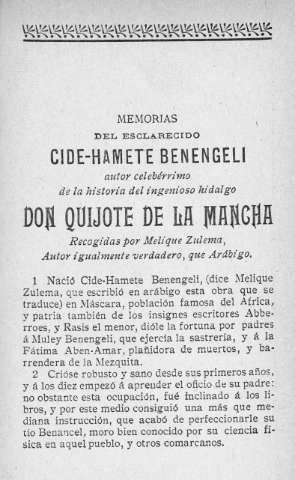 MEMORIAS
DEL ESCLARECIDO
CIDE-HAMETE BENENGELI
autor celebérrimo
de la historia del ingenioso hidalgo
DON QUIJOTE DE LA MANCHA
Recogidas por Melique Zulema,
Autor igualmente verdadero, que Arábigo.
1 Nació Cide-Hamete Benengeli, (dice Melique
Zulema, que escribió en arábigo esta obra que se
traduce) en Máscara, población famosa del Africa,
y patria también de los insignes escritores Abbe-
rroes, y Rasis el menor, dióle la fortuna por padres
á Muley Benengeli, que ejercía la sastrería, y á la
Fátima Aben-Amar, plañidora de muertos, y ba-
rrendera de la Mezquita.
2 Crióse robusto y sano desde sus primeros años,
y á los diez empezó á aprender el oficio de su padre:
no obstante esta ocupación, fué inclinado á los li-
bros, y por este medio consiguió una más que me-
diana instrucción, que acabó de perfeccionarle su
tío Benancel, moro bien conocido por su ciencia fí-
sica en aquel pueblo, y otros comarcanos.